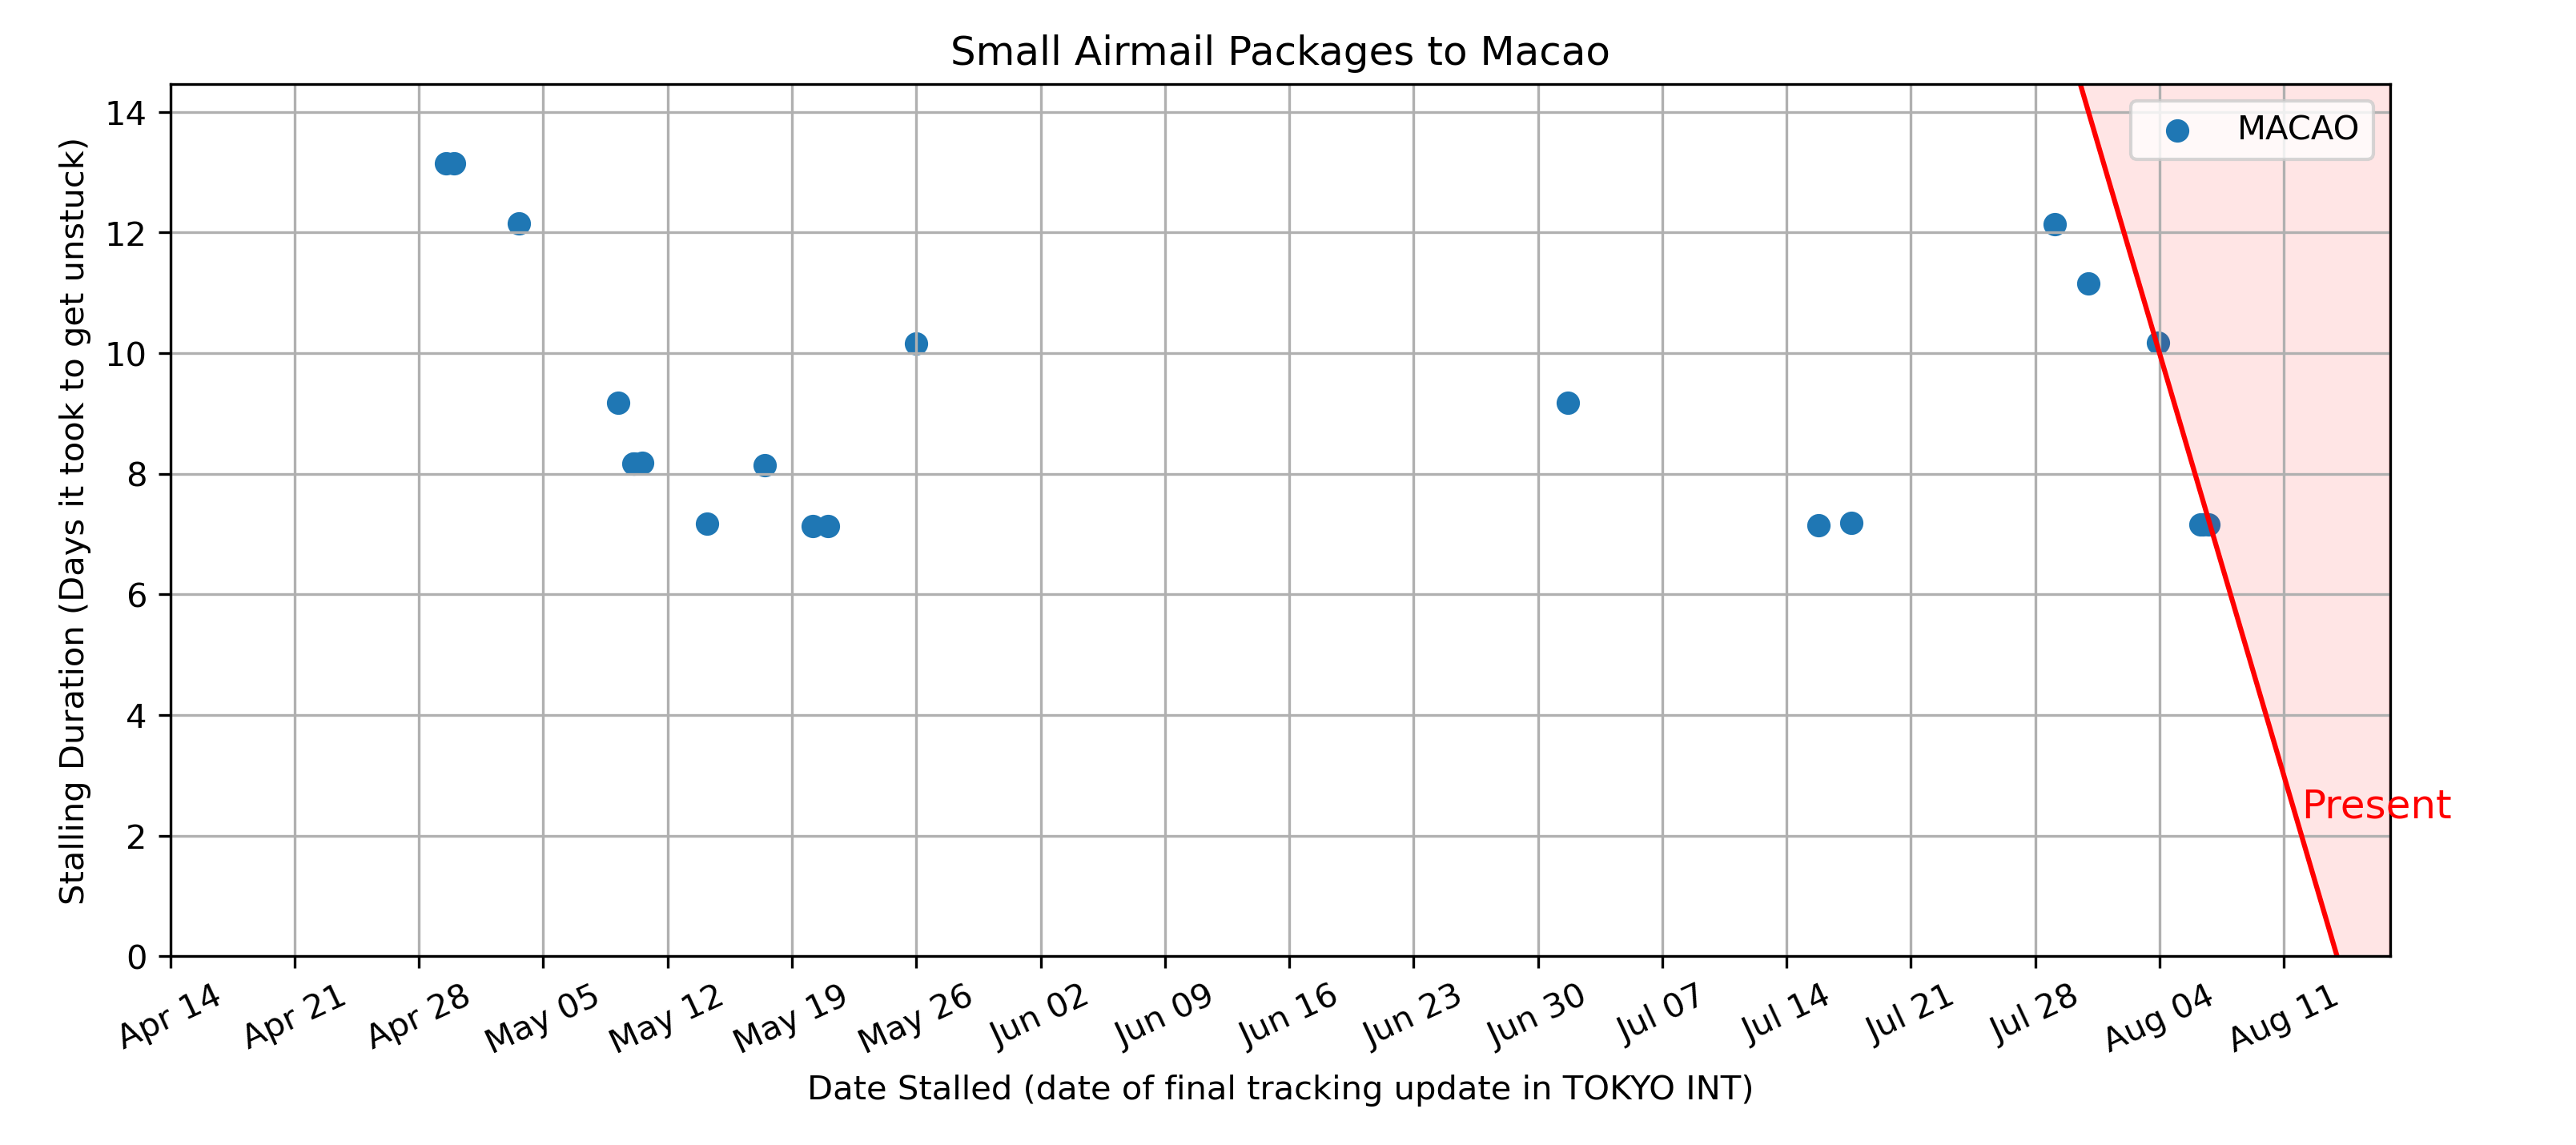 Small Airmail Packages to Macao
MACAO
Stalling Duration (Days it took to get unstuck)
14
12
10
8
6
4
2
0
Present
Apr 14
Apr 21
Apr 28
May 05
May 12
May 19
May 26
Jun 02
Jun 09
Jun 16
Jun 23
Jun 30
Jul 07
Jul 14
Jul 21
Jul 28
Aug 04
Aug 11
Date Stalled (date of final tracking update in TOKYO INT)